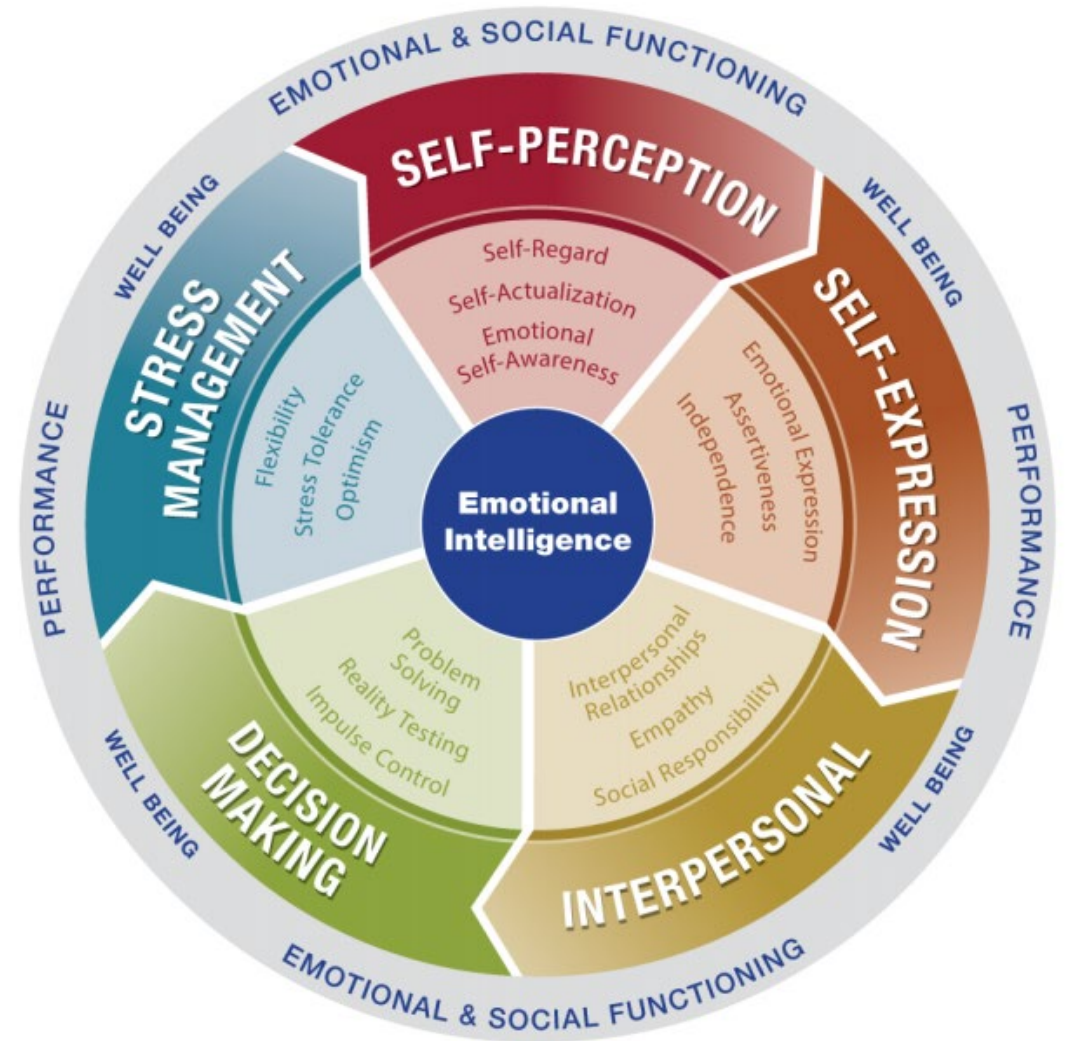 EMOTIONAL & SOCIAL FUNCTIONING
WELL BEING
PERFORMANCE
WELL BEING
EMOTIONAL & SOCIAL FUNCTIONING
WELL BEING
PERFORMANCE
WELL BEING
SELF-PERCEPTION
Self-Regard
Self-Actualization
Emotional
Self-Awareness
SELF-EXPRESSION
Emotional Expression
Assertiveness
Independence
INTERPERSONAL
Interpersonal
Relationships
Empathy
Social Responsibility
DECISION
MAKING
Problem
Solving
Reality Testing
Impulse Control
STRESS
MANAGEMENT
Flexibility
Stress Tolerance
Optimism
Emotional
Intelligence